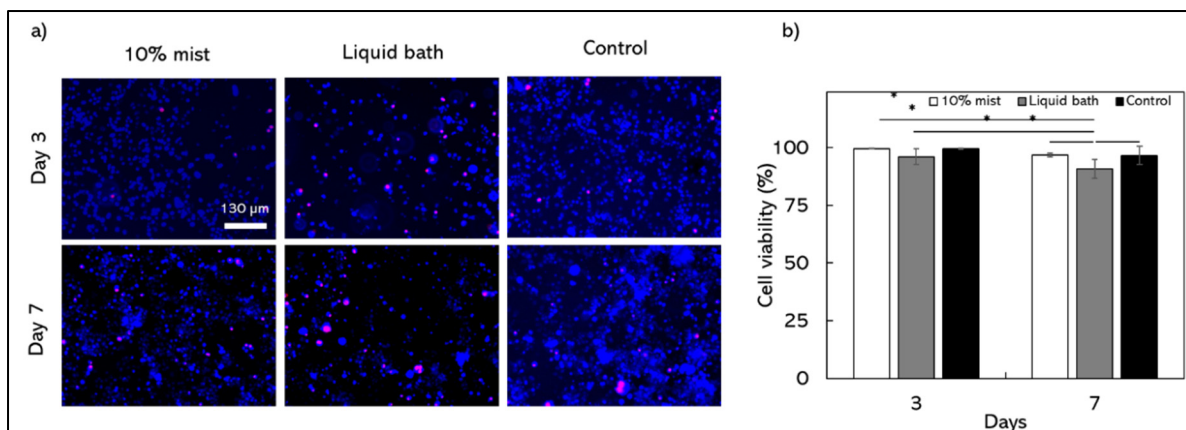 a)
10% mist
Liquid bath
Control
Day 3
130 µm
Day 7
b)
* 10% mist Liquid bath Control
*
* *
100
75
50
25
0
Cell viability (%)
3 7
Days